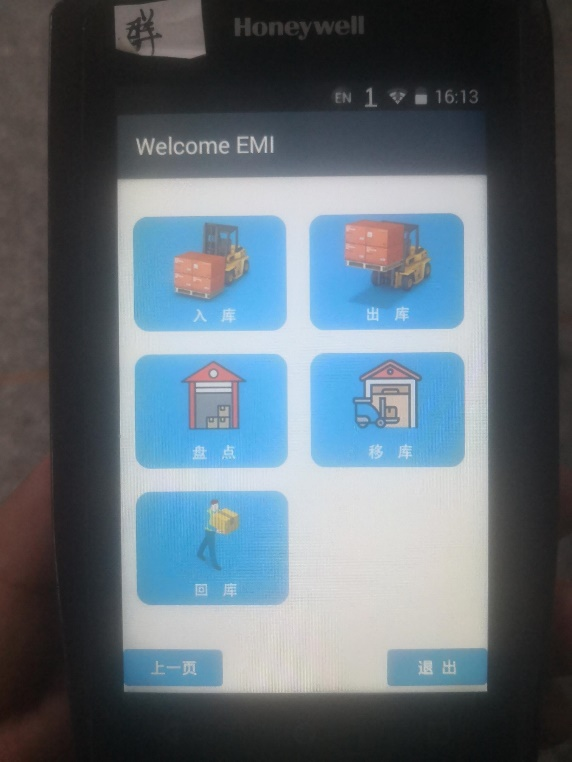 Honeywell
EN 1 16:13
Welcome EMI
入 库
出 库
盘 点
移 库
回 库
上一页
退 出